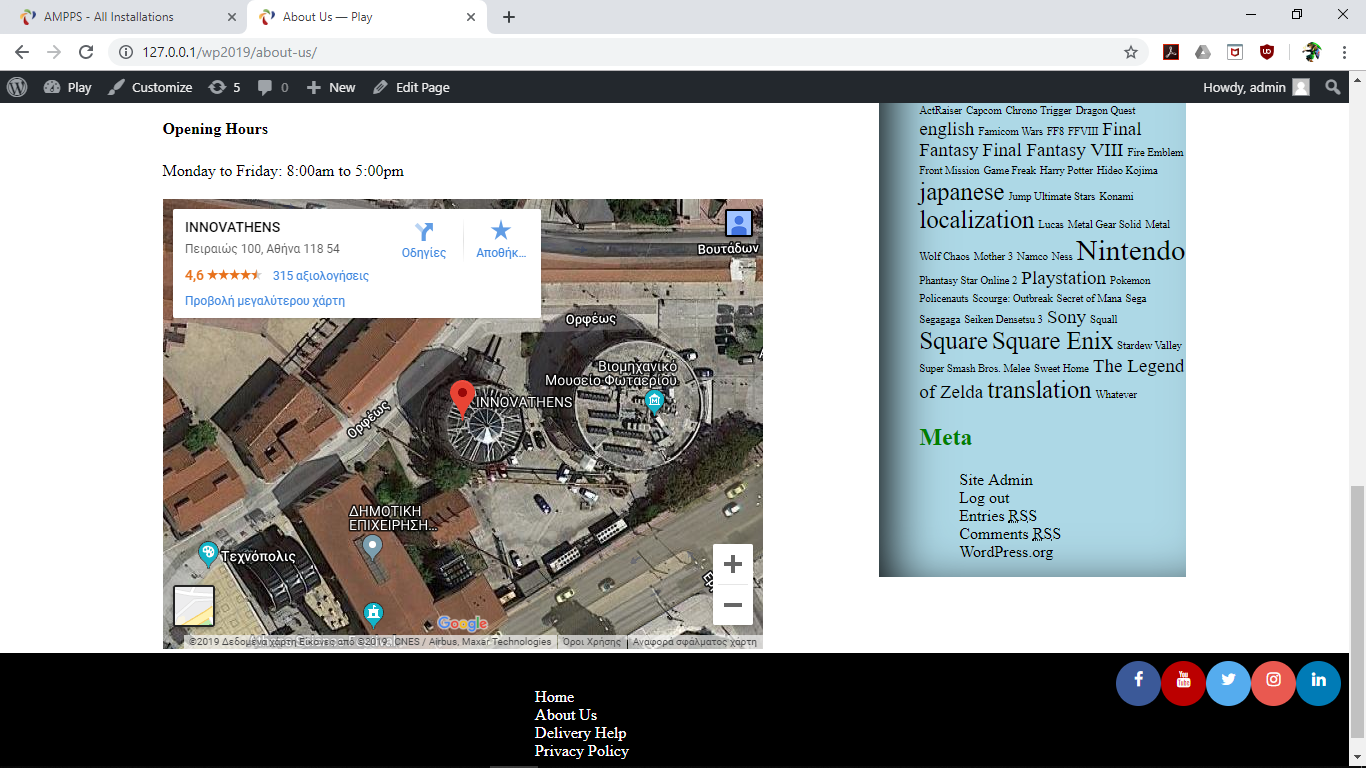 AMPPS - All Installations
About Us — Play
127.0.0.1/wp2019/about-us/
Play
Customize
5
0
New
Edit Page
Howdy, admin
Opening Hours
Monday to Friday: 8:00am to 5:00pm
INNOVATHENS
Πειραιώς 100, Αθήνα 118 54
4,6
315 αξιολογήσεις
Προβολή μεγαλύτερου χάρτη
Οδηγίες
Αποθήκ...
Βουτάδων
Ορφέως
Βιομηχανικό
Μουσείο Φωταερίου
INNOVATHENS
Ορφέως
ΔΗΜΟΤΙΚΗ
ΕΠΙΧΕΙΡΗΣΗ...
Τεχνόπολις
Google
©2019 Δεδομένα χάρτη Εικόνες από ©2019 , CNES / Airbus, Maxar Technologies
Όροι Χρήσης
Αναφορά σφάλματος χάρτη
ActRaiser Capcom Chrono Trigger Dragon Quest
english Famicom Wars FF8 FFVIII Final
Fantasy Final Fantasy VIII Fire Emblem
Front Mission Game Freak Harry Potter Hideo Kojima
japanese Jump Ultimate Stars Konami
localization Lucas Metal Gear Solid Metal
Wolf Chaos Mother 3 Namco Ness Nintendo
Phantasy Star Online 2 Playstation Pokemon
Policenauts Scourge: Outbreak Secret of Mana Sega
Segagaga Seiken Densetsu 3 Sony Squall
Square Square Enix Stardew Valley
Super Smash Bros. Melee Sweet Home The Legend
of Zelda translation Whatever
Meta
Site Admin
Log out
Entries RSS
Comments RSS
WordPress.org
Home
About Us
Delivery Help
Privacy Policy
f
You Tube
in